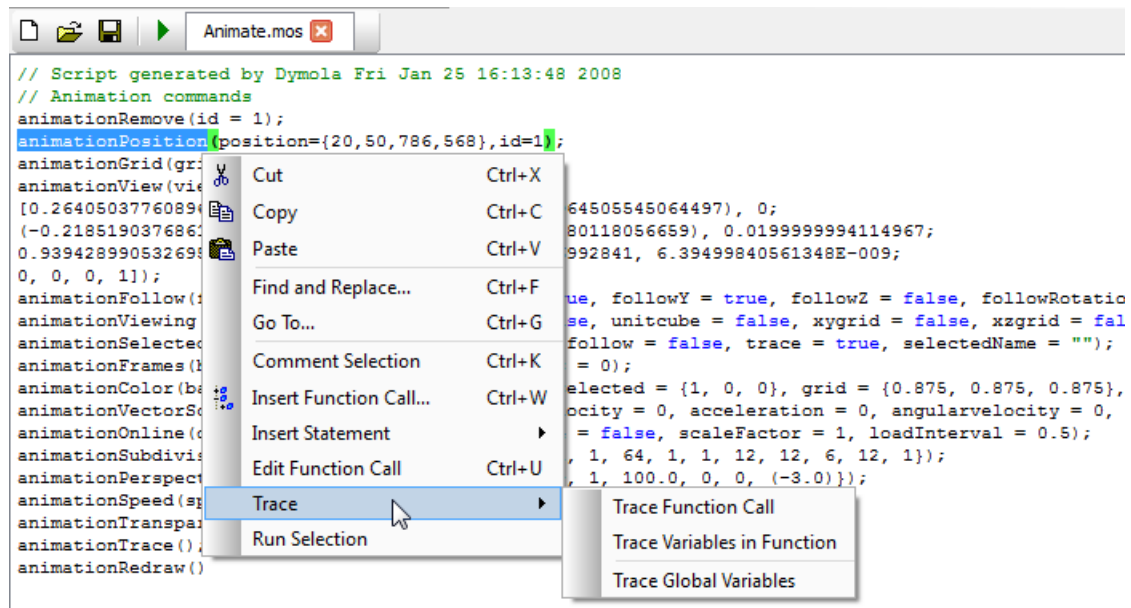 Animate.mos
// Script generated by Dymola Fri Jan 25 16:13:48 2008
// Animation commands
animationRemove(id = 1);
animationPosition(position={20,50,786,568},id=1);
animationGrid(gri
animationView(vie
[0.2640503776089 64505545064497), 0;
(-0.2185190376861 80118056659), 0.0199999994114967;
0.9394289905326 992841, 6.39499840561348E-009;
0, 0, 0, 1]);
animationFollow( ue, followY = true, followZ = false, followRotatio
animationViewing se, unitcube = false, xygrid = false, xzgrid = fal
animationSelected follow = false, trace = true, selectedName = "");
animationFrames( = 0);
animationColor(ba elected = {1, 0, 0}, grid = {0.875, 0.875, 0.875},
animationVectorSc ocity = 0, acceleration = 0, angularvelocity = 0,
animationOnline( = false, scaleFactor = 1, loadInterval = 0.5);
animationSubdivis , 1, 64, 1, 1, 12, 12, 6, 12, 1});
animationPerspect , 1, 100.0, 0, 0, (-3.0)});
animationSpeed(sp
animationTranspar
animationTrace();
animationRedraw()
Cut Ctrl+X
Copy Ctrl+C
Paste Ctrl+V
Find and Replace... Ctrl+F
Go To... Ctrl+G
Comment Selection Ctrl+K
Insert Function Call... Ctrl+W
Insert Statement
Edit Function Call Ctrl+U
Trace
Run Selection
Trace Function Call
Trace Variables in Function
Trace Global Variables